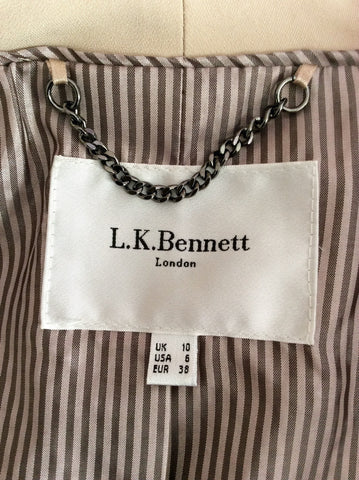 L.K.Bennett
London
UK 10
USA 6
EUR 38